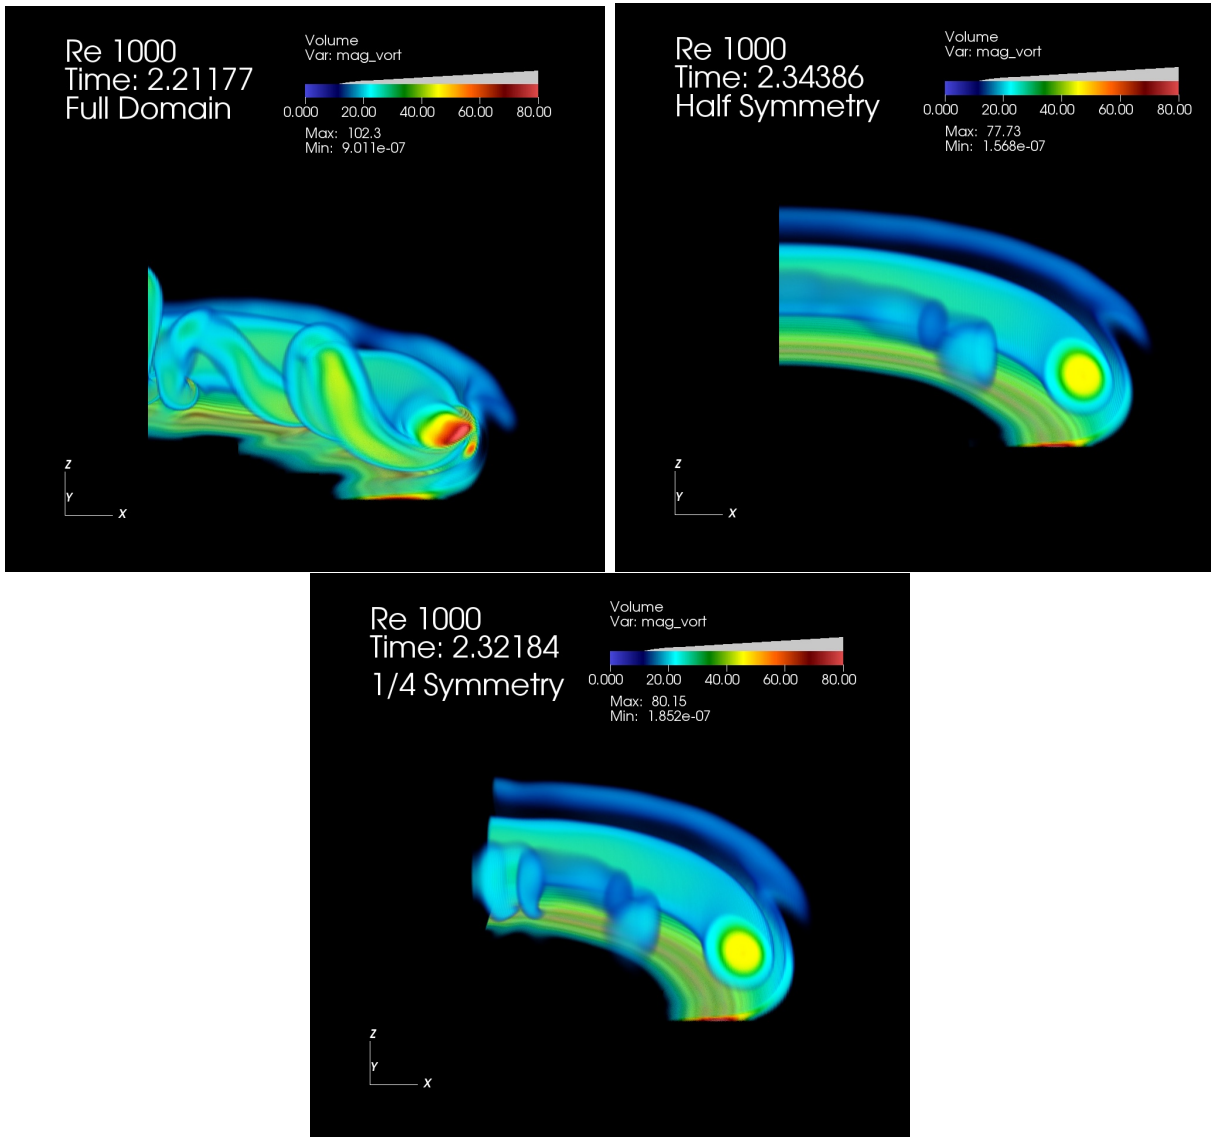 Re 1000
Time: 2.21177
Full Domain
Volume
Var: mag_vort
0.000 20.00 40.00 60.00 80.00
Max: 102.3
Min: 9.011e-07
Z
Y
X
Re 1000
Time: 2.34386
Half Symmetry
Volume
Var: mag_vort
0.000 20.00 40.00 60.00 80.00
Max: 77.73
Min: 1.568e-07
Z
Y
X
Re 1000
Time: 2.32184
1/4 Symmetry
Volume
Var: mag_vort
0.000 20.00 40.00 60.00 80.00
Max: 80.15
Min: 1.852e-07
Z
Y
X